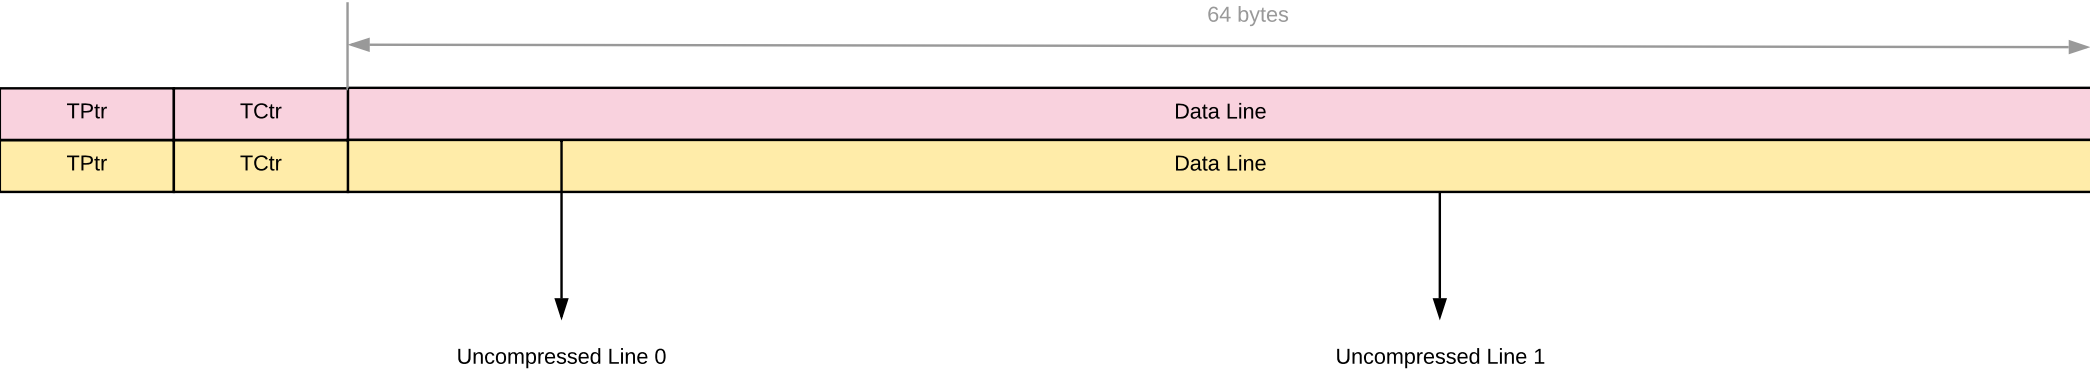 64 bytes
TPtr TCtr Data Line
TPtr TCtr Data Line
Uncompressed Line 0 Uncompressed Line 1